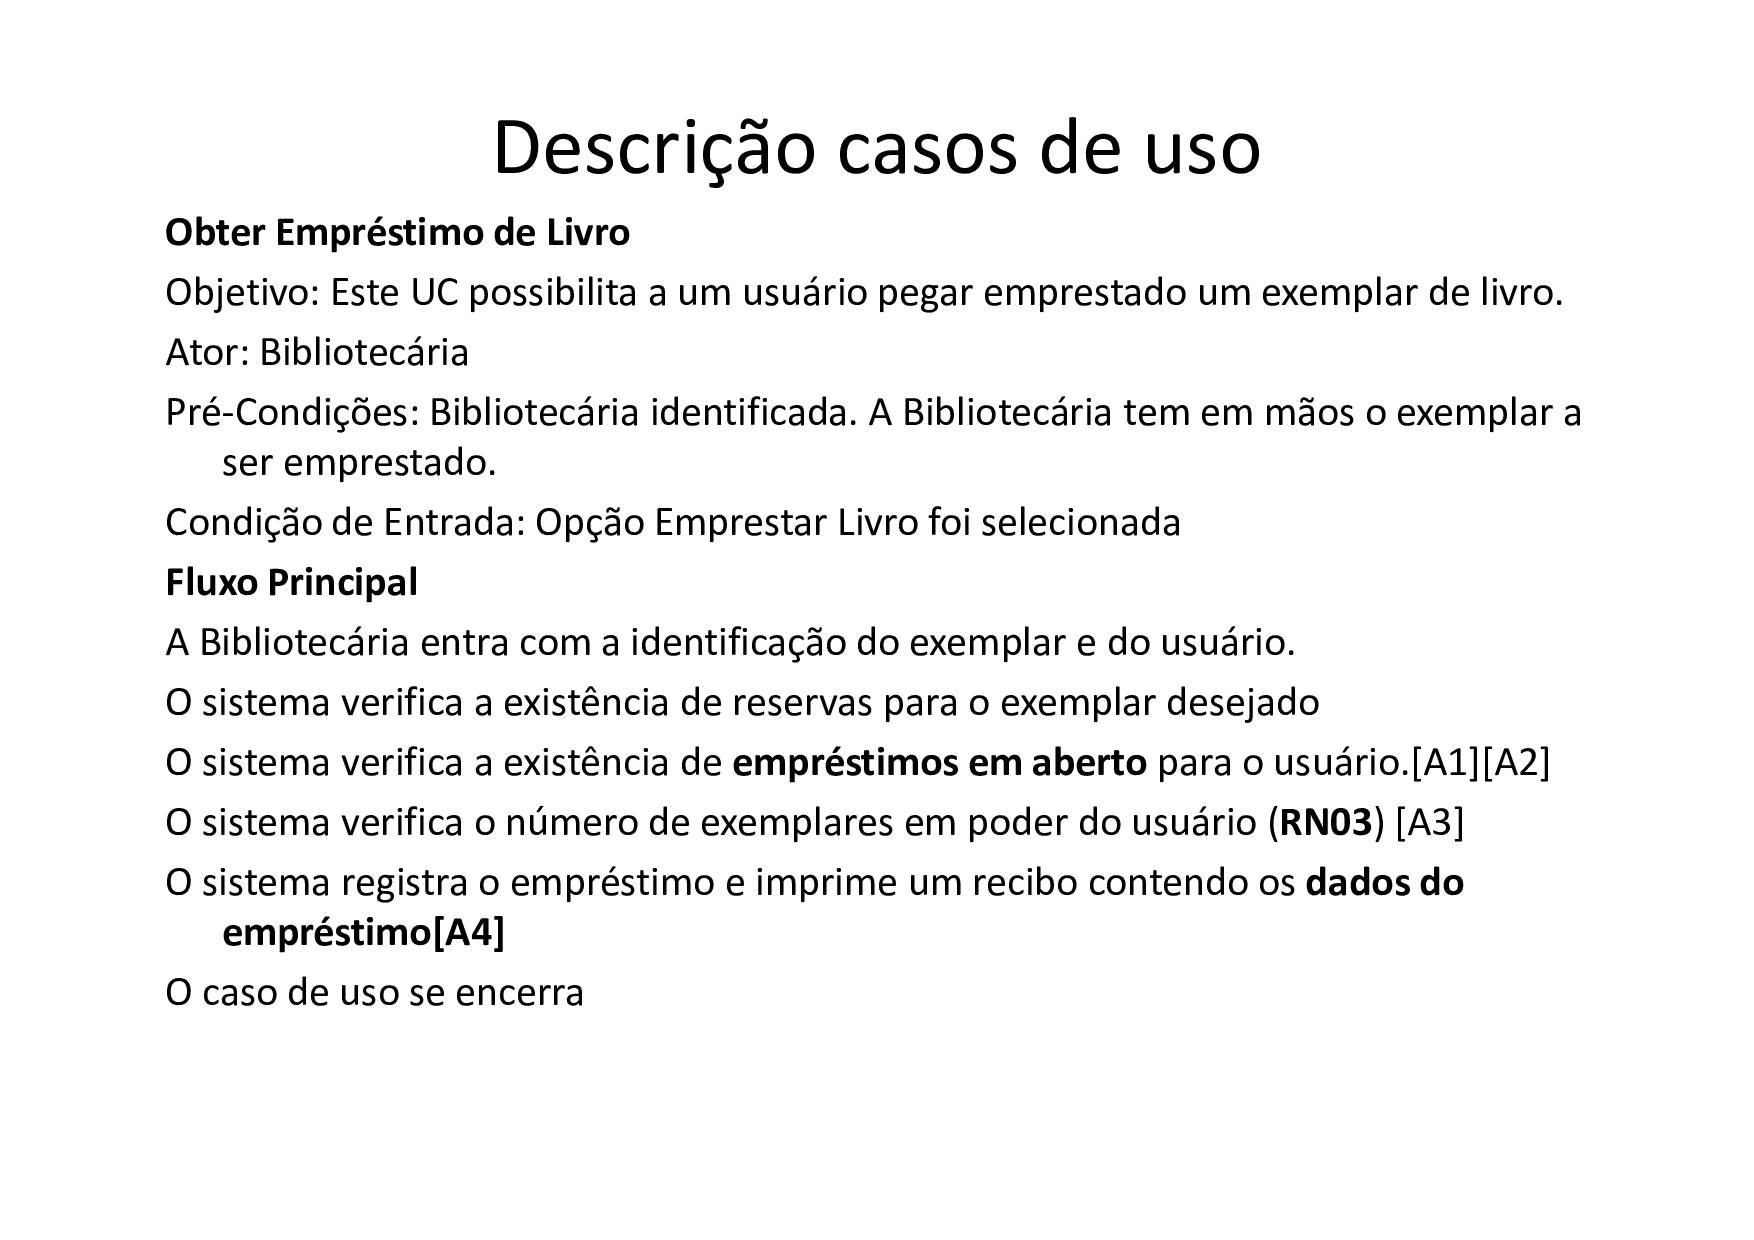 Descrição casos de uso
Obter Empréstimo de Livro
Objetivo: Este UC possibilita a um usuário pegar emprestado um exemplar de livro.
Ator: Bibliotecária
Pré-Condições: Bibliotecária identificada. A Bibliotecária tem em mãos o exemplar a
ser emprestado.
Condição de Entrada: Opção Emprestar Livro foi selecionada
Fluxo Principal
A Bibliotecária entra com a identificação do exemplar e do usuário.
O sistema verifica a existência de reservas para o exemplar desejado
O sistema verifica a existência de empréstimos em aberto para o usuário.[A1][A2]
O sistema verifica o número de exemplares em poder do usuário (RN03) [A3]
O sistema registra o empréstimo e imprime um recibo contendo os dados do
empréstimo[A4]
O caso de uso se encerra